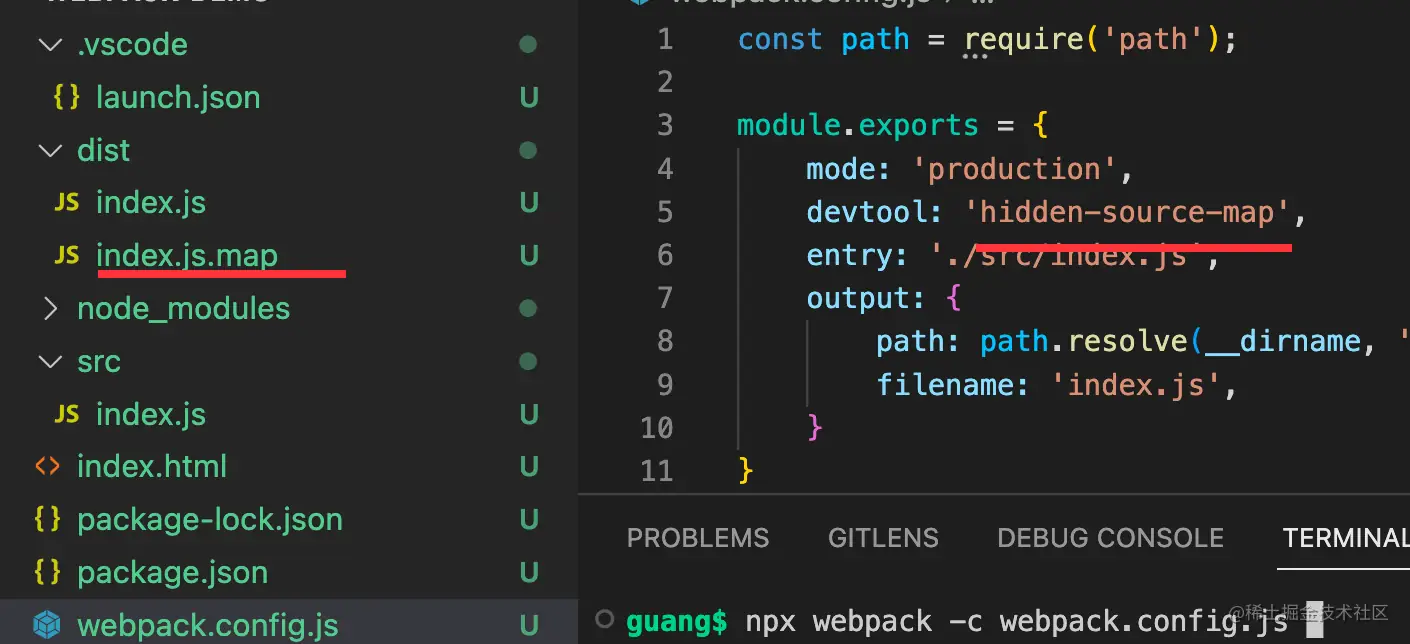 .vscode
{} launch.json U
dist
JS index.js U
JS index.js.map U
node_modules
src
JS index.js U
<> index.html U
{} package-lock.json U
{} package.json U
webpack.config.js U
1 const path = require('path');
2
3 module.exports = {
4 mode: 'production',
5 devtool: 'hidden-source-map',
6 entry: './src/index.js',
7 output: {
8 path: path.resolve(__dirname, '
9 filename: 'index.js',
10 }
11 }
PROBLEMS GITLENS DEBUG CONSOLE TERMINAL
guang$ npx webpack -c webpack.config.js
@稀土掘金技术社区